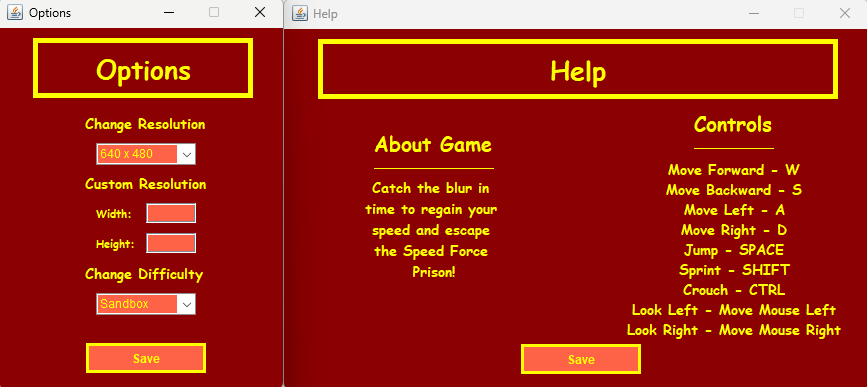 Options
Options
Change Resolution
640 x 480
Custom Resolution
Width:
Height:
Change Difficulty
Sandbox
Save
Help
Help
About Game
Catch the blur in
time to regain your
speed and escape
the Speed Force
Prison!
Controls
Move Forward - W
Move Backward - S
Move Left - A
Move Right - D
Jump - SPACE
Sprint - SHIFT
Crouch - CTRL
Look Left - Move Mouse Left
Look Right - Move Mouse Right
Save